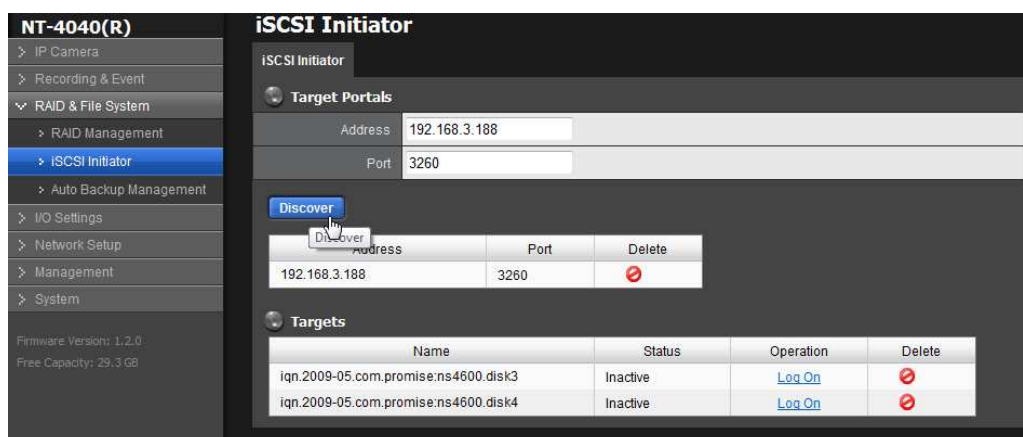 NT-4040(R)
> IP Camera
> Recording & Event
RAID & File System
> RAID Management
> iSCSI Initiator
> Auto Backup Management
> I/O Settings
> Network Setup
> Management
> System
Firmware Version: 1.2.0
Free Capacity: 29.3 GB
iSCSI Initiator
iSCSI Initiator
Target Portals
Address 192.168.3.188
Port 3260
Discover
Discover
Address Port Delete
192.168.3.188 3260
Targets
Name Status Operation Delete
iqn.2009-05.com.promise:ns4600.disk3 Inactive Log On
iqn.2009-05.com.promise:ns4600.disk4 Inactive Log On